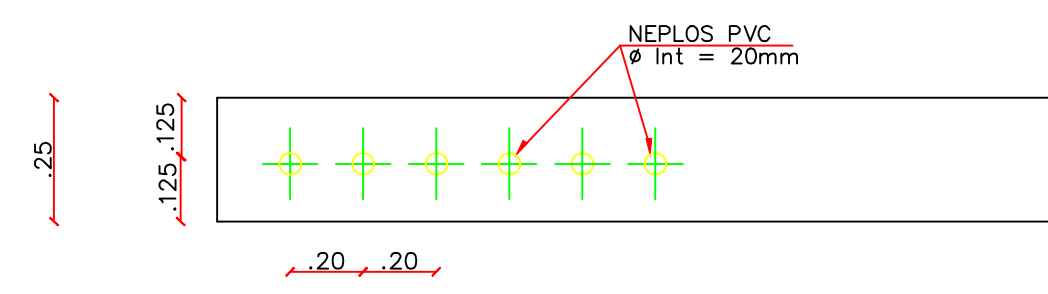 NEPLOS PVC
ø Int = 20mm
.25
.125
.125
.20
.20